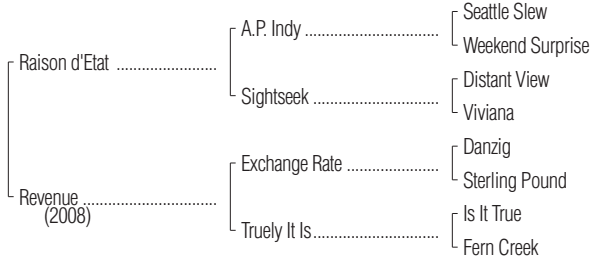 Seattle Slew
A.P. Indy ..............................
Weekend Surprise
Raison d'Etat .......................
Distant View
Sightseek ............................
Viviana
Danzig
Exchange Rate .....................
Sterling Pound
Revenue ...............................
(2008)
Is It True
Truely It Is............................
Fern Creek